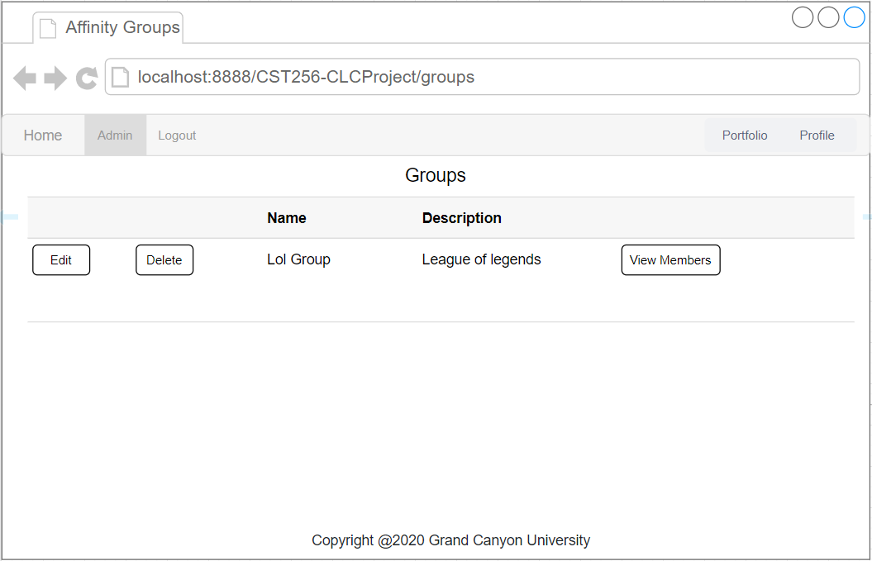 Affinity Groups
localhost:8888/CST256-CLCProject/groups
Home Admin Logout Portfolio Profile
Groups
Name Description
Edit Delete Lol Group League of legends View Members
Copyright @2020 Grand Canyon University